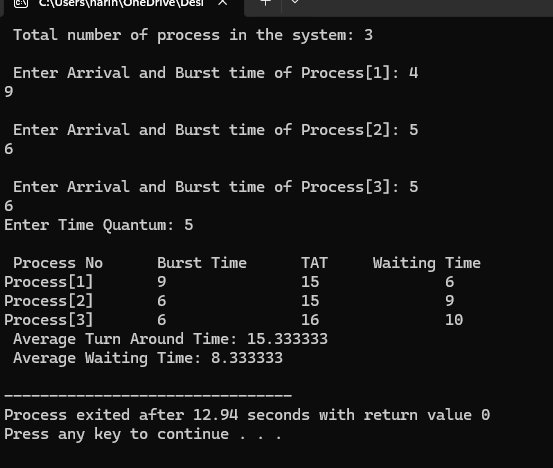 C:\Users\narin\OneDrive\Desl
Total number of process in the system: 3
Enter Arrival and Burst time of Process[1]: 4
9
Enter Arrival and Burst time of Process[2]: 5
6
Enter Arrival and Burst time of Process[3]: 5
6
Enter Time Quantum: 5
Process No Burst Time TAT Waiting Time
Process[1] 9 15 6
Process[2] 6 15 9
Process[3] 6 16 10
Average Turn Around Time: 15.333333
Average Waiting Time: 8.333333
--------------------------------
Process exited after 12.94 seconds with return value 0
Press any key to continue . . .